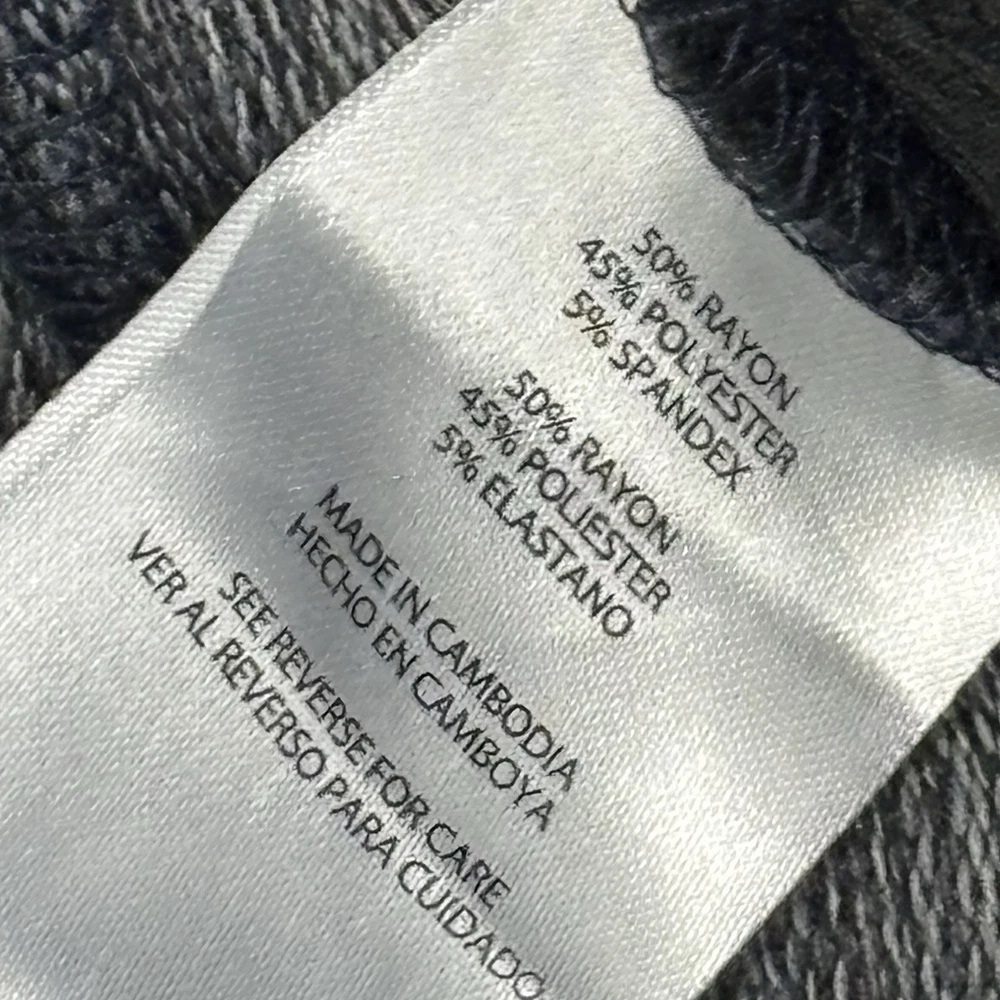 50% RAYON
45% POLYESTER
5% SPANDEX
50% RAYON
45% POLIESTER
5% ELASTANO
MADE IN CAMBODIA
HECHO EN CAMBOYA
SEE REVERSE FOR CARE
VER AL REVERSO PARA CUIDADO